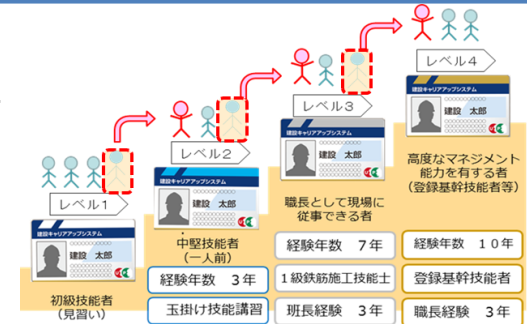 レベル4
建設キャリアアップシステム
建設 太郎
高度なマネジメント
能力を有する者
(登録基幹技能者等)
経験年数 10年
登録基幹技能者
職長経験 3年
レベル3
建設キャリアアップシステム
建設 太郎
職長として現場に
従事できる者
経験年数 7年
1級鉄筋施工技能士
班長経験 3年
レベル2
建設キャリアアップシステム
建設 太郎
中堅技能者
(一人前)
経験年数 3年
玉掛け技能講習
レベル1
建設キャリアアップシステム
建設 太郎
初級技能者
(見習い)